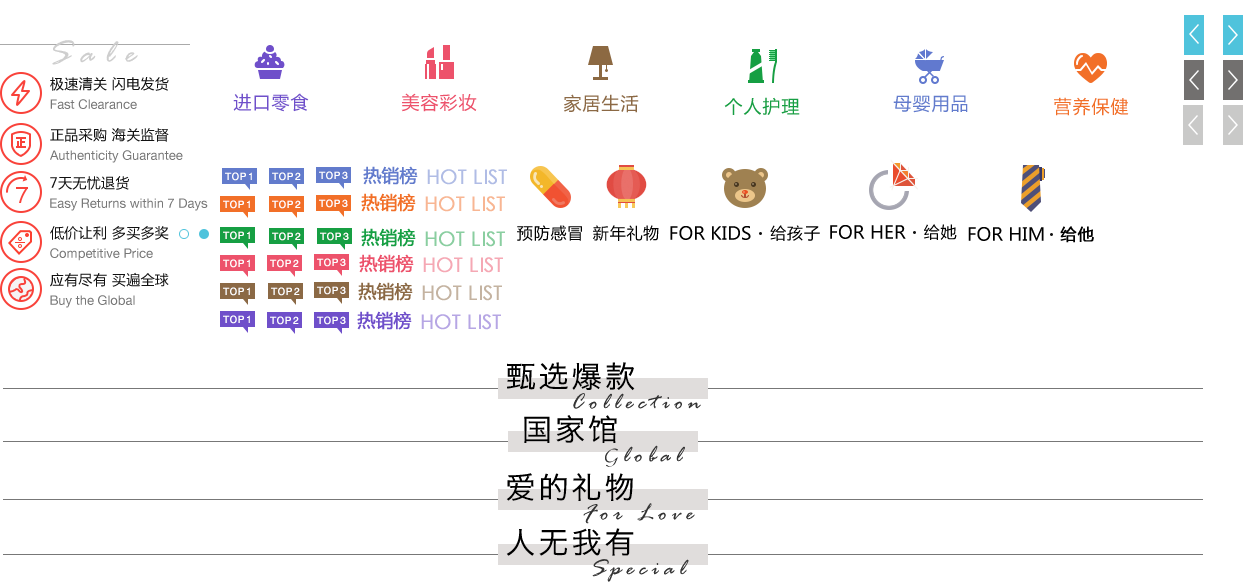 Sale
极速清关 闪电发货
Fast Clearance
正
正品采购 海关监督
Authenticity Guarantee
7
7天无忧退货
Easy Returns within 7 Days
低价让利 多买多奖
Competitive Price
应有尽有 买遍全球
Buy the Global
进口零食
美容彩妆
家居生活
个人护理
母婴用品
营养保健
TOP1 TOP2 TOP3 热销榜 HOT LIST
TOP1 TOP2 TOP3 热销榜 HOT LIST
TOP1 TOP2 TOP3 热销榜 HOT LIST
TOP1 TOP2 TOP3 热销榜 HOT LIST
TOP1 TOP2 TOP3 热销榜 HOT LIST
TOP1 TOP2 TOP3 热销榜 HOT LIST
预防感冒
新年礼物
FOR KIDS · 给孩子
FOR HER · 给她
FOR HIM · 给他
甄选爆款
Collection
国家馆
Global
爱的礼物
For Love
人无我有
Special